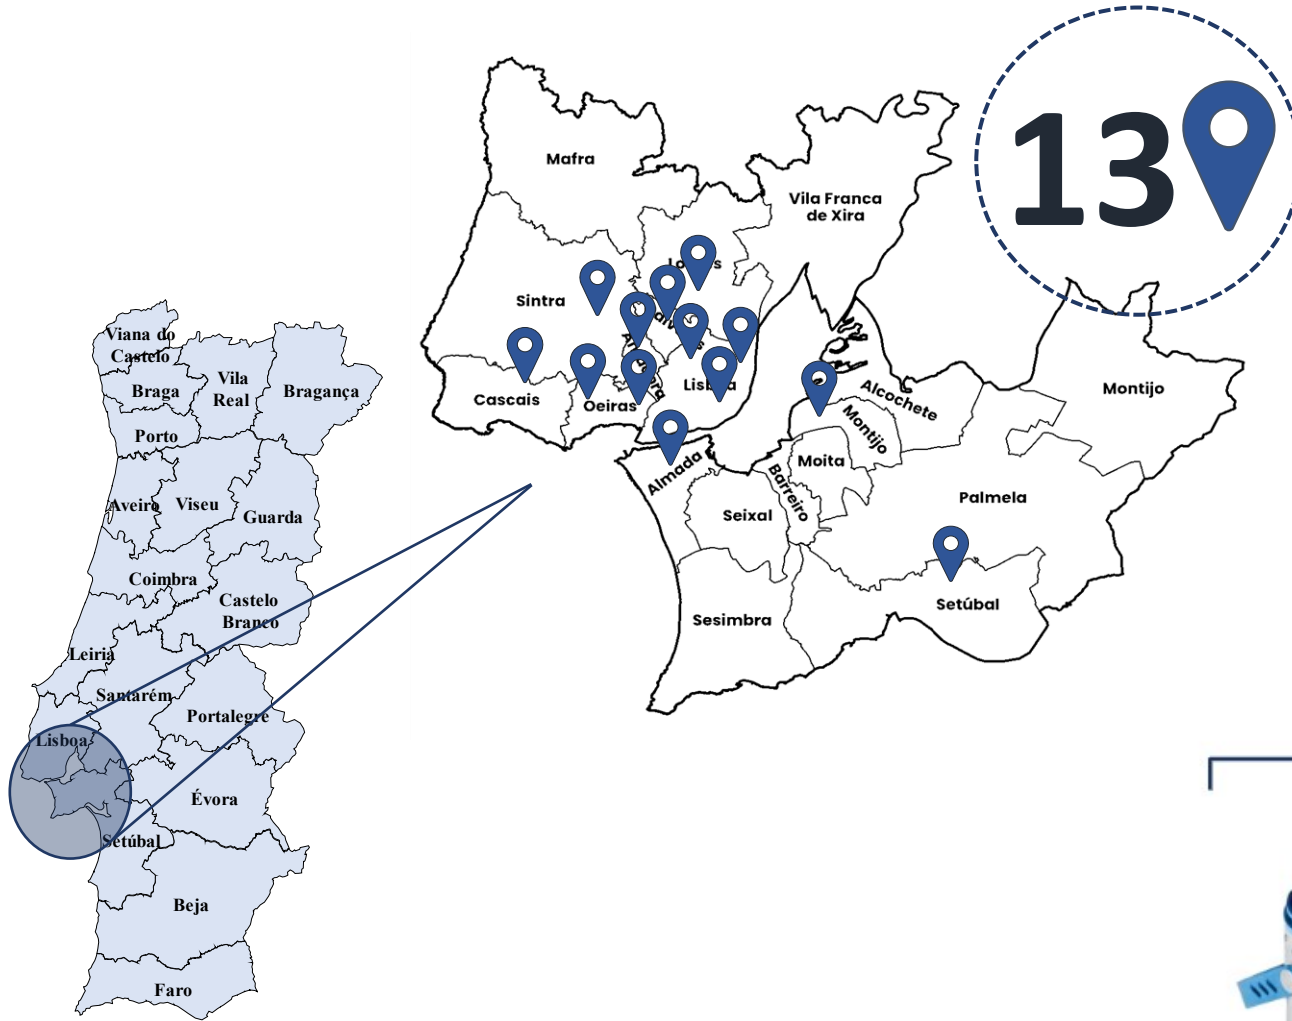 13
Mafra
Vila Franca
de Xira
Sintra
Cascais
Oeiras
Alcochete
Montijo
Montijo
Almada
Moita
Barreiro
Seixal
Palmela
Sesimbra
Setúbal
Viana do
Castelo
Braga
Vila
Real
Bragança
Porto
Aveiro
Viseu
Guarda
Coimbra
Castelo
Branco
Leiria
Santarém
Portalegre
Lisboa
Évora
Setúbal
Beja
Faro